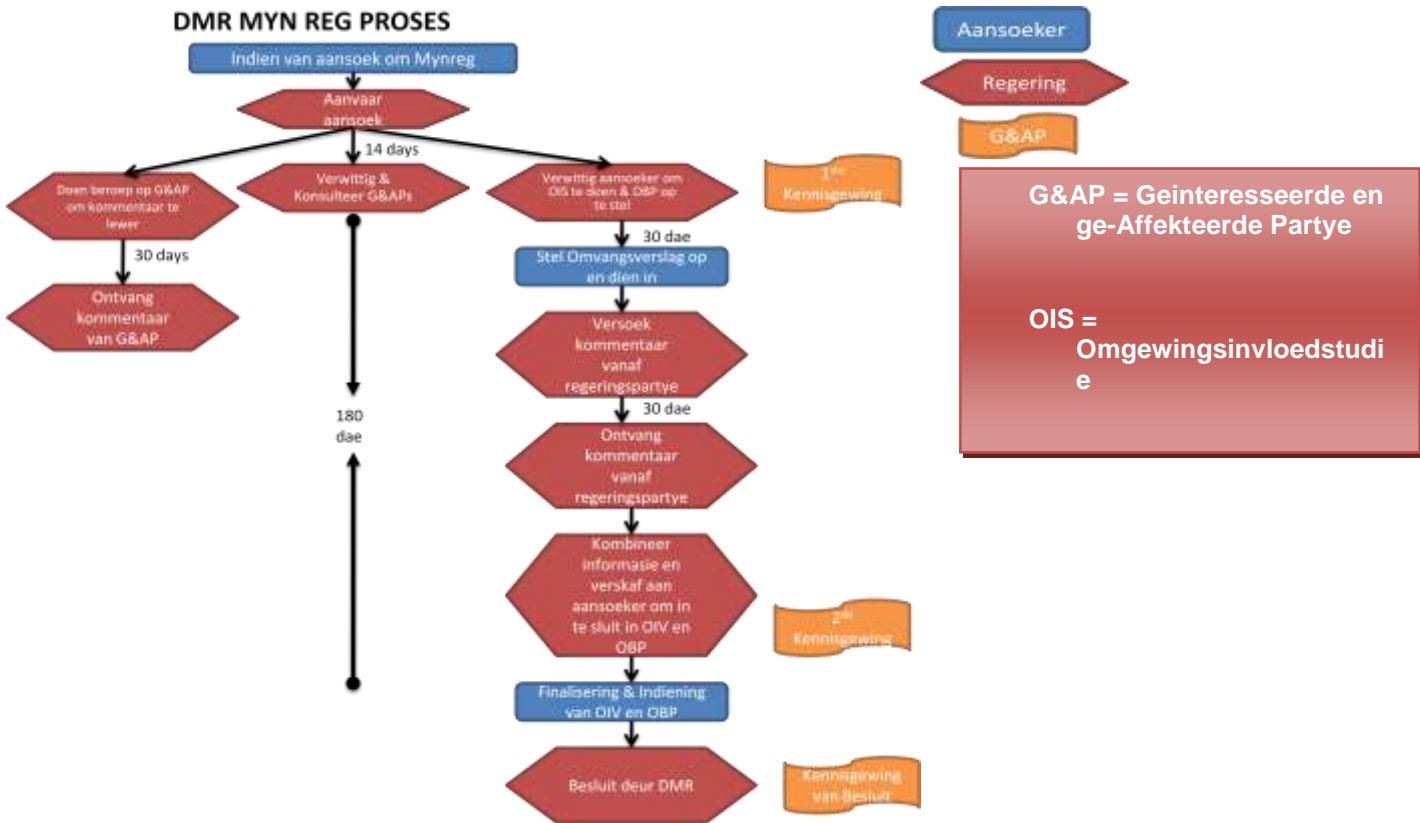 DMR MYN REG PROSES
Indien van aansoek om Mynreg
Aanvaar
aansoek
14 days
Doen beroep op G&AP
om kommentaar te
lewer
Verwittig &
Konsulteer G&APs
Verwittig aansoeker om
OIS te doen & OBP op
te stel
1ste
Kennisgewing
30 days
Ontvang
kommentaar
van G&AP
30 dae
Stel Omvangsverslag op
en dien in
Versoek
kommentaar
vanaf
regeringspartye
30 dae
180
dae
Ontvang
kommentaar
vanaf
regeringspartye
Kombineer
informasie en
verskaf aan
aansoeker om in
te sluit in OIV en
OBP
2de
Kennisgewing
Finalisering & Indiening
van OIV en OBP
Besluit deur DMR
Kennisgewing
van Besluit
Aansoeker
Regering
G&AP
G&AP = Geinteresseerde en
ge-Affekteerde Partye
OIS =
Omgewingsinvloedstudi
e